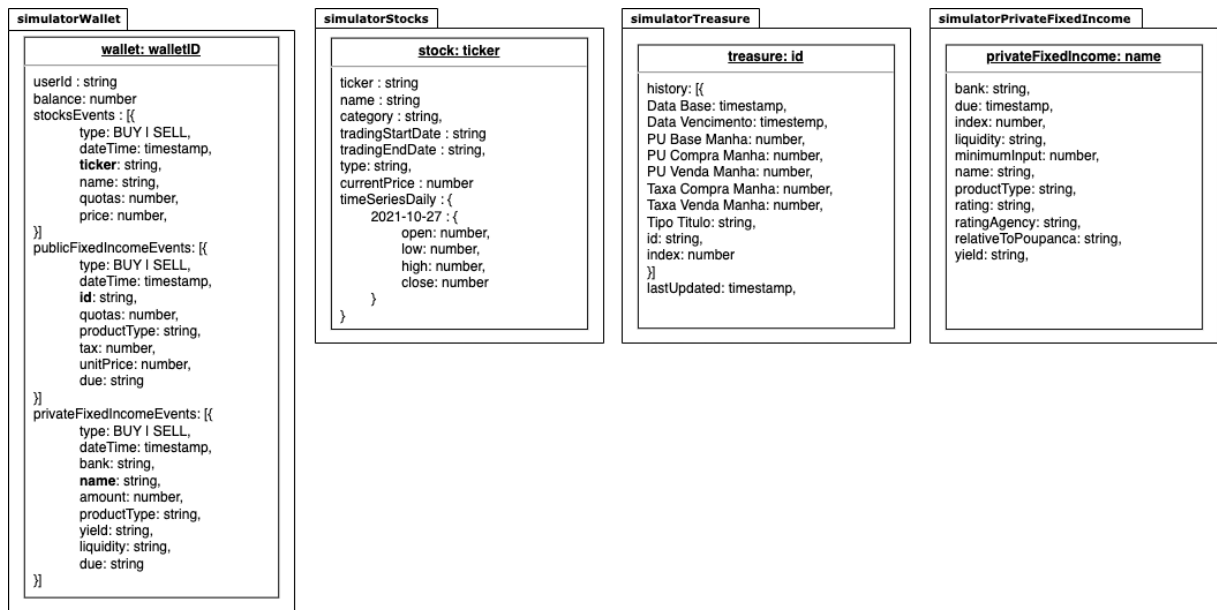 simulatorWallet
wallet: walletID
userId : string
balance: number
stocksEvents : [{
type: BUY | SELL,
dateTime: timestamp,
ticker: string,
name: string,
quotas: number,
price: number,
}]
publicFixedIncomeEvents: [{
type: BUY | SELL,
dateTime: timestamp,
id: string,
quotas: number,
productType: string,
tax: number,
unitPrice: number,
due: string
}]
privateFixedIncomeEvents: [{
type: BUY | SELL,
dateTime: timestamp,
bank: string,
name: string,
amount: number,
productType: string,
yield: string,
liquidity: string,
due: string
}]
simulatorStocks
stock: ticker
ticker : string
name : string
category : string,
tradingStartDate : string
tradingEndDate : string,
type: string,
currentPrice : number
timeSeriesDaily : {
2021-10-27 : {
open: number,
low: number,
high: number,
close: number
}
}
simulatorTreasure
treasure: id
history: [{
Data Base: timestamp,
Data Vencimento: timestemp,
PU Base Manha: number,
PU Compra Manha: number,
PU Venda Manha: number,
Taxa Compra Manha: number,
Taxa Venda Manha: number,
Tipo Titulo: string,
id: string,
index: number
}]
lastUpdated: timestamp,
simulatorPrivateFixedIncome
privateFixedIncome: name
bank: string,
due: timestamp,
index: number,
liquidity: string,
minimumInput: number,
name: string,
productType: string,
rating: string,
ratingAgency: string,
relativeToPoupanca: string,
yield: string,